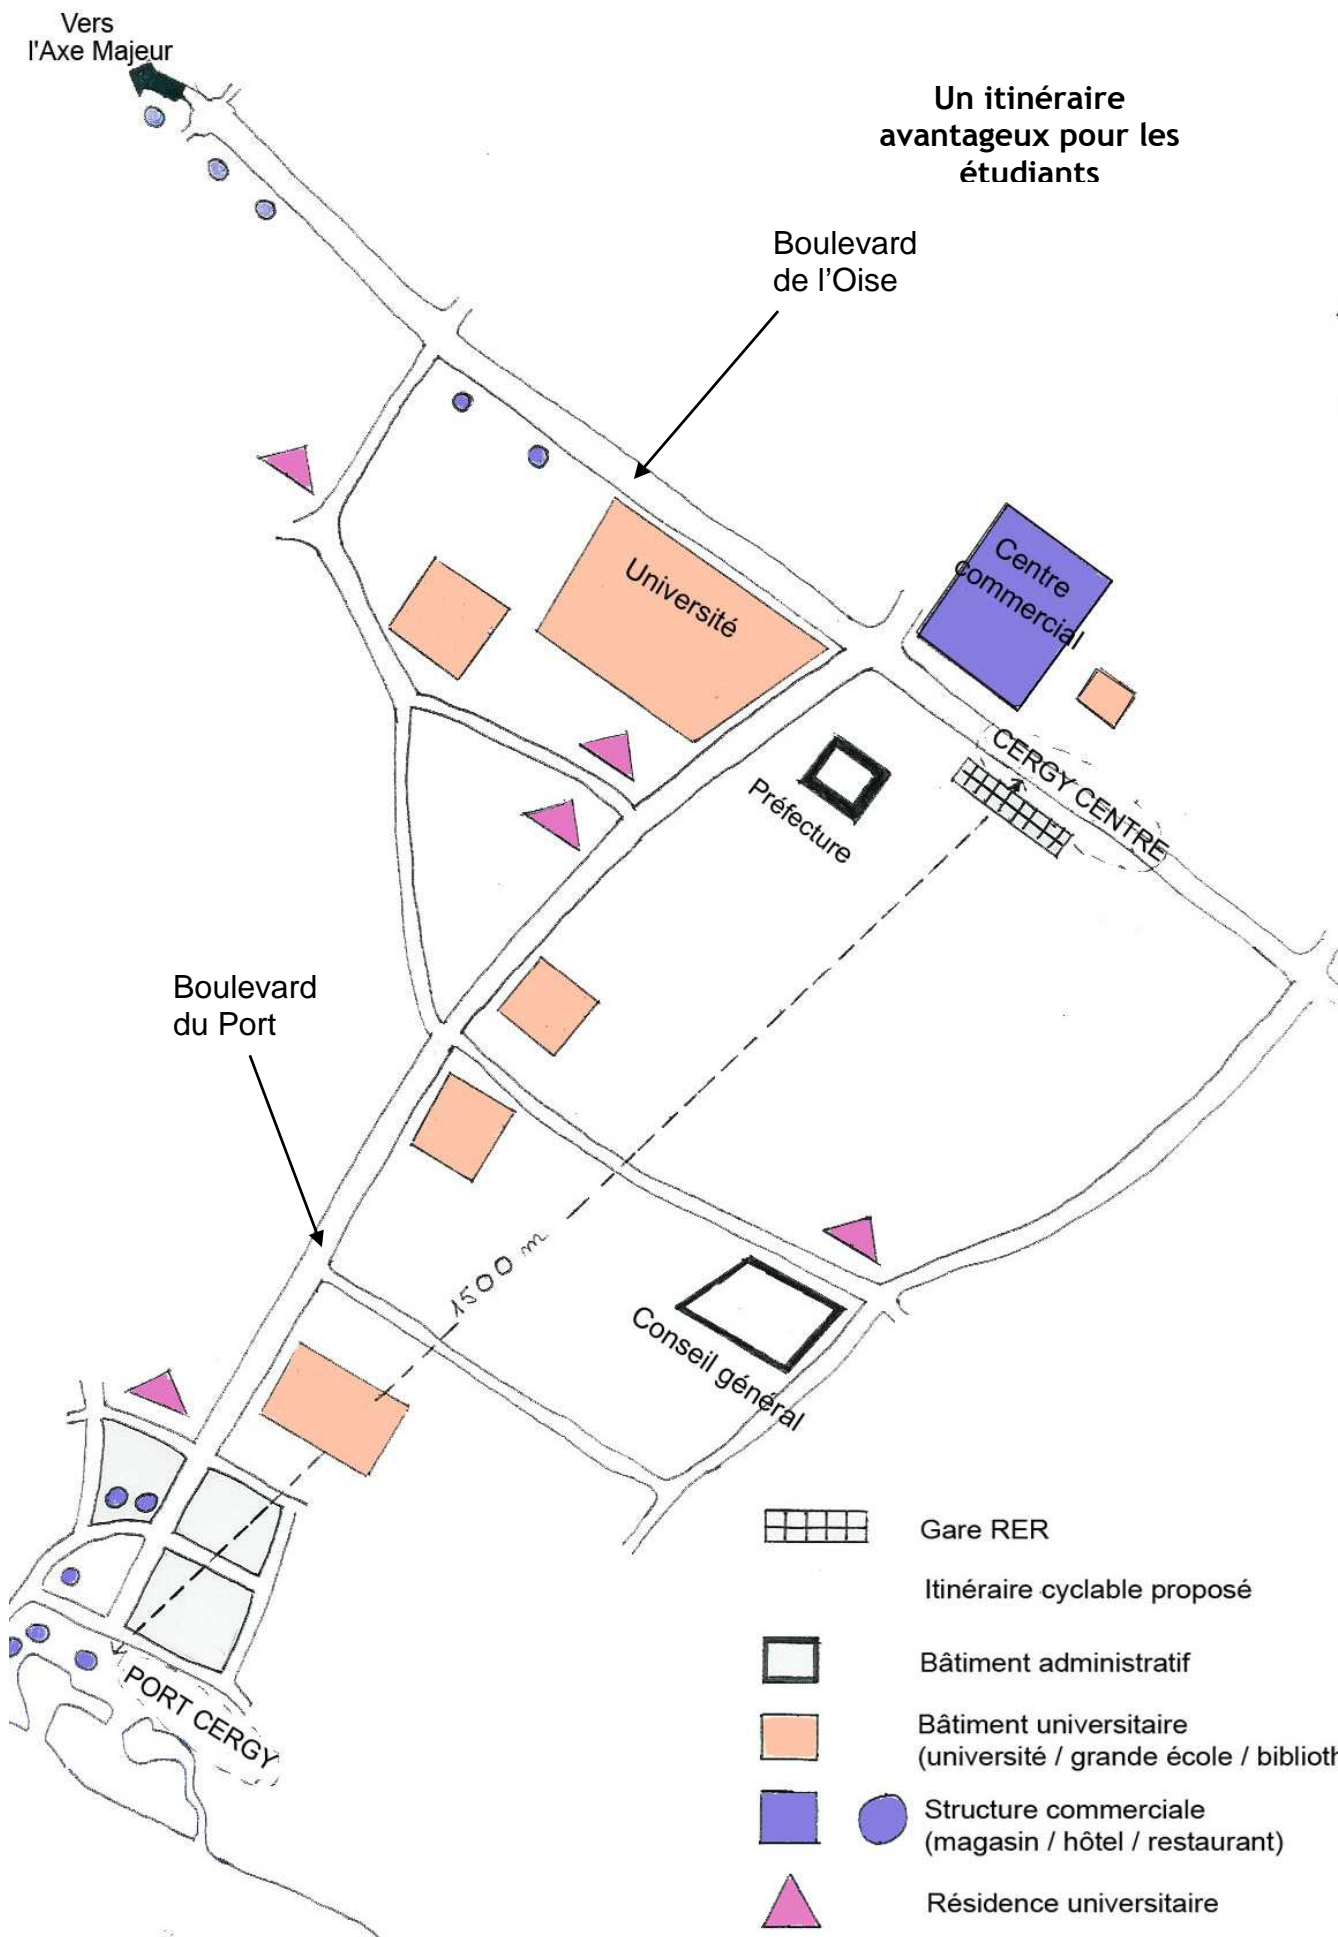 Vers
l'Axe Majeur
Un itinéraire
avantageux pour les
étudiants
Boulevard
de l'Oise
Université
Centre
commercial
CERGY CENTRE
Préfecture
Boulevard
du Port
1500 m
Conseil général
PORT CERGY
Gare RER
Itinéraire cyclable proposé
Bâtiment administratif
Bâtiment universitaire
(université / grande école / biblioth
Structure commerciale
(magasin / hôtel / restaurant)
Résidence universitaire